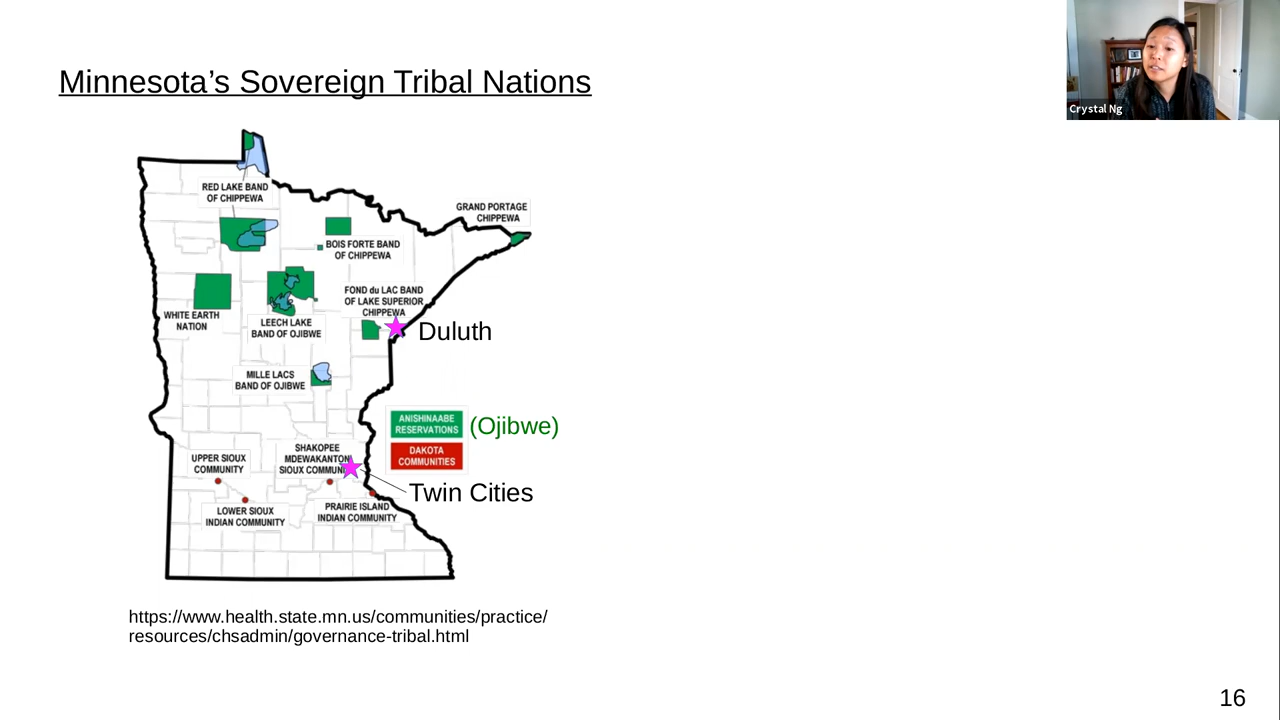 Minnesota’s Sovereign Tribal Nations
Crystal Ng
RED LAKE BAND
OF CHIPPEWA
GRAND PORTAGE
CHIPPEWA
BOIS FORTE BAND
OF CHIPPEWA
FOND du LAC BAND
OF LAKE SUPERIOR
CHIPPEWA
WHITE EARTH
NATION
LEECH LAKE
BAND OF OJIBWE
Duluth
MILLE LACS
BAND OF OJIBWE
ANISHINAABE
RESERVATIONS
(Ojibwe)
DAKOTA
COMMUNITIES
UPPER SIOUX
COMMUNITY
SHAKOPEE
MDEWAKANTON
SIOUX COMMUN
Twin Cities
LOWER SIOUX
INDIAN COMMUNITY
PRAIRIE ISLAND
INDIAN COMMUNITY
https://www.health.state.mn.us/communities/practice/
resources/chsadmin/governance-tribal.html
16